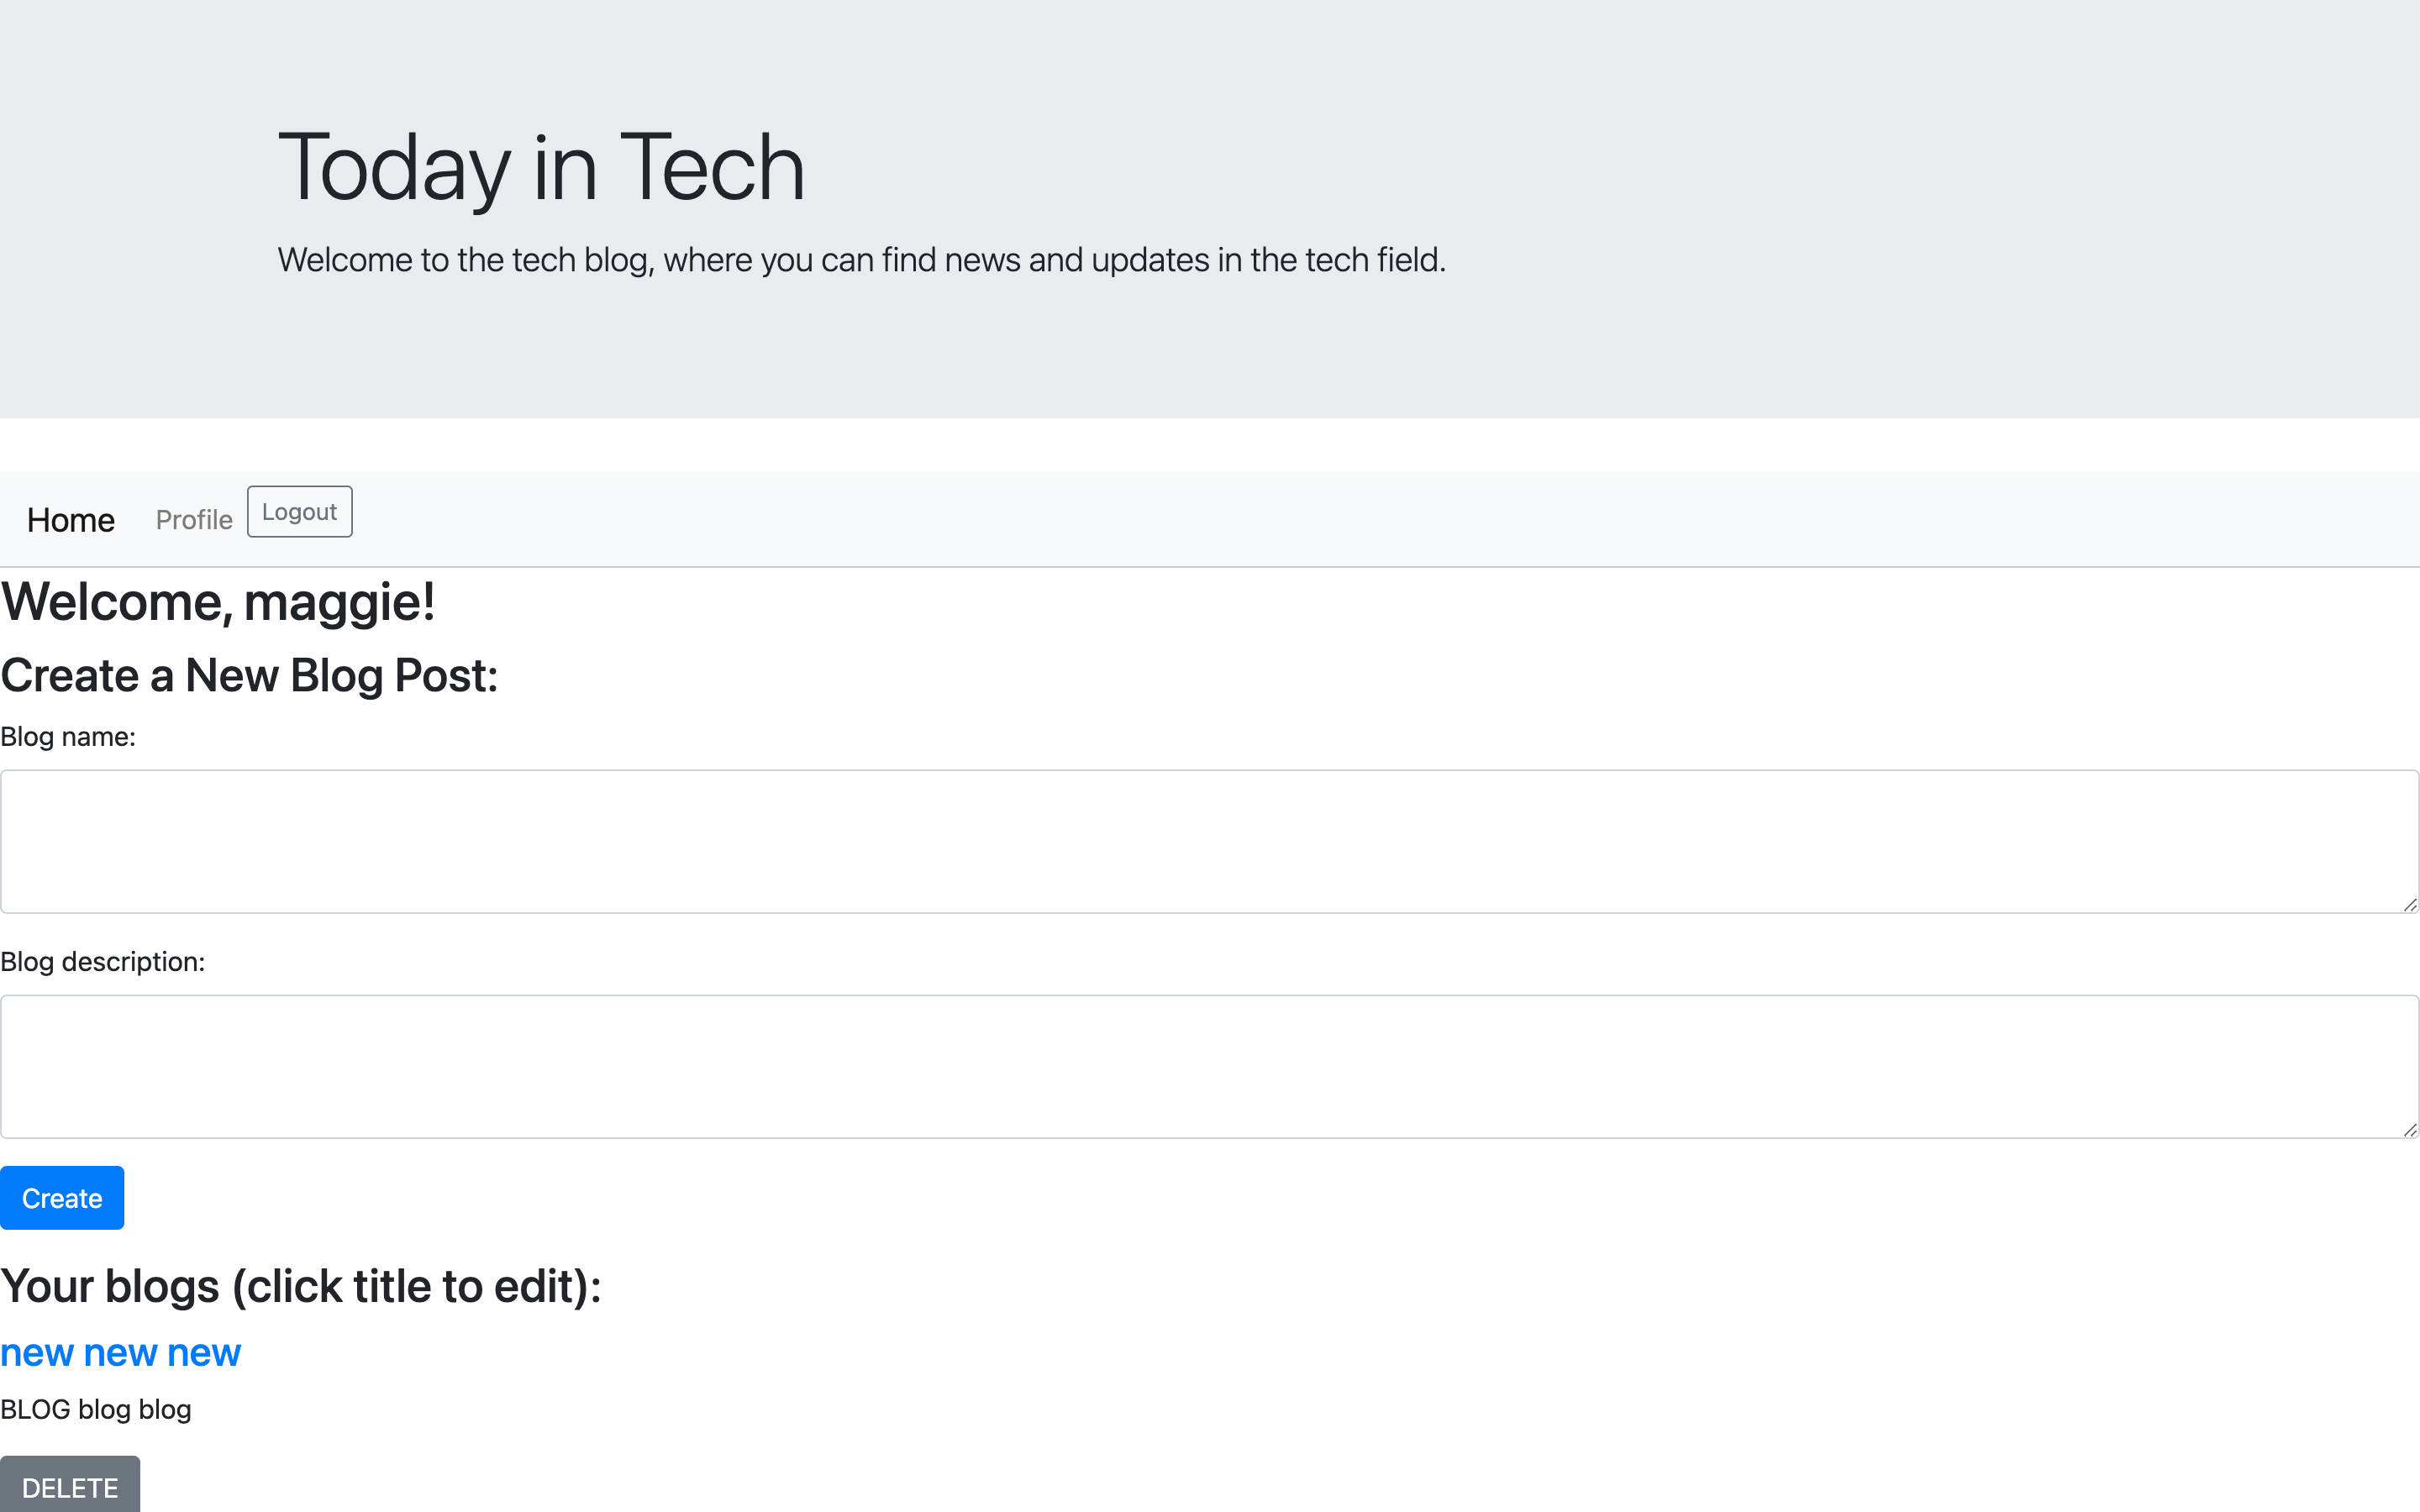 Today in Tech
Welcome to the tech blog, where you can find news and updates in the tech field.
Home Profile Logout
Welcome, maggie!
Create a New Blog Post:
Blog name:
Blog description:
Create
Your blogs (click title to edit):
new new new
BLOG blog blog
DELETE